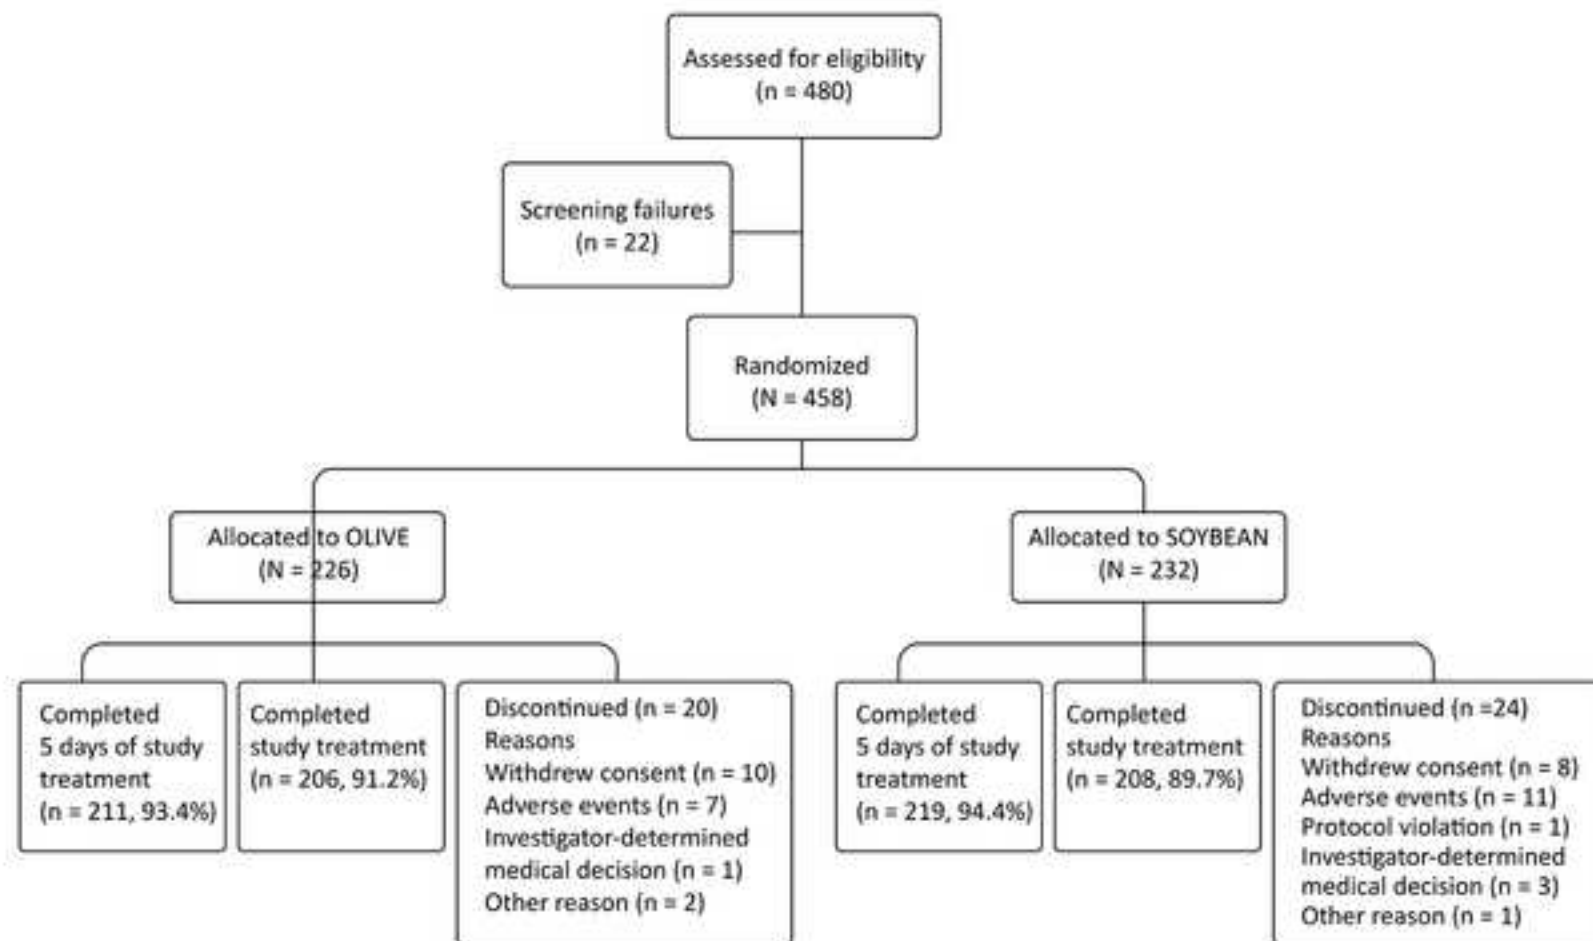 Assessed for eligibility
(n = 480)
Screening failures
(n = 22)
Randomized
(N = 458)
Allocated to OLIVE
(N = 226)
Allocated to SOYBEAN
(N = 232)
Completed
5 days of study
treatment
(n = 211, 93.4%)
Completed
study treatment
(n = 206, 91.2%)
Discontinued (n = 20)
Reasons
Withdrew consent (n = 10)
Adverse events (n = 7)
Investigator-determined
medical decision (n = 1)
Other reason (n = 2)
Completed
5 days of study
treatment
(n = 219, 94.4%)
Completed
study treatment
(n = 208, 89.7%)
Discontinued (n =24)
Reasons
Withdrew consent (n = 8)
Adverse events (n = 11)
Protocol violation (n = 1)
Investigator-determined
medical decision (n = 3)
Other reason (n = 1)